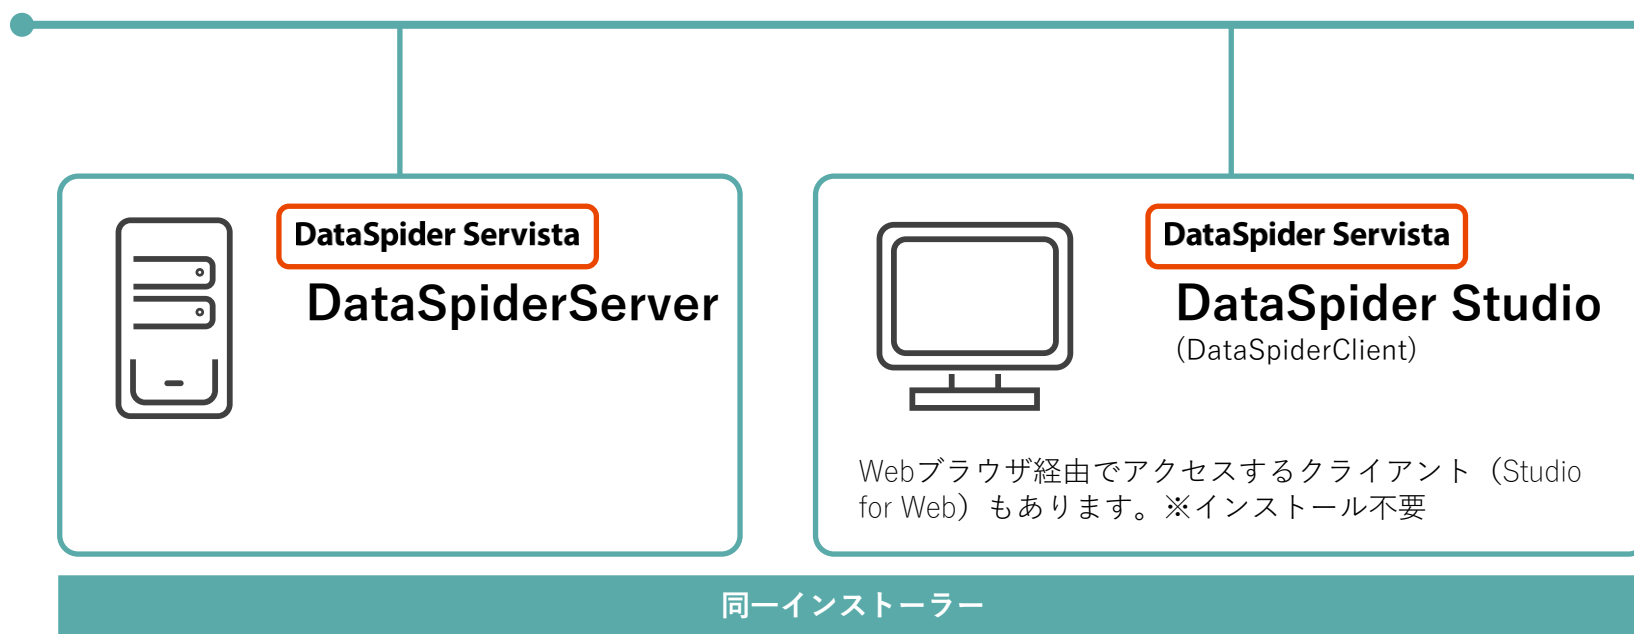 DataSpider Servista
DataSpiderServer
DataSpider Servista
DataSpider Studio
(DataSpiderClient)
Webブラウザ経由でアクセスするクライアント（Studio
for Web）もあります。※インストール不要
同一インストーラー